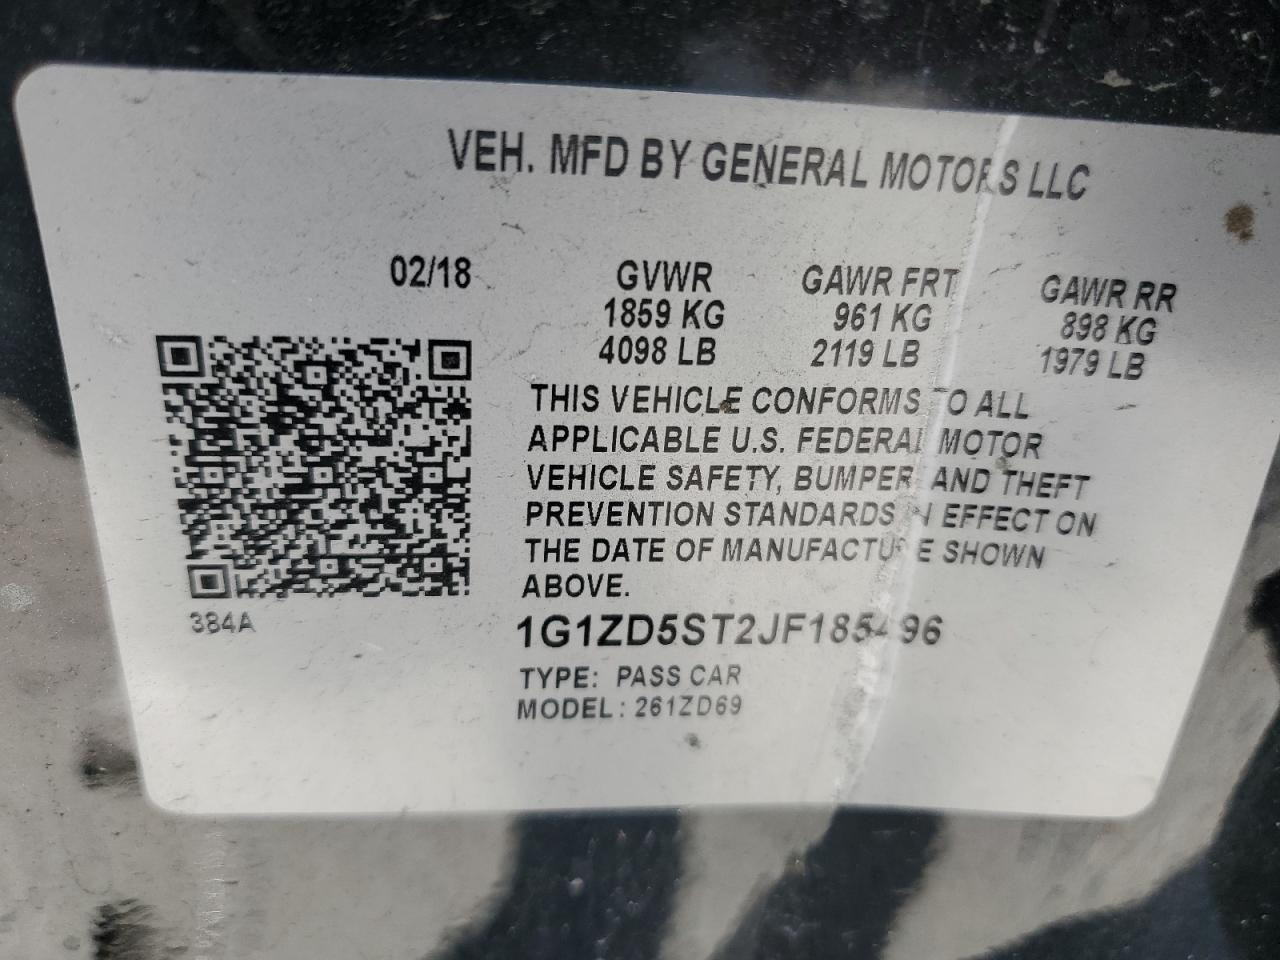 VEH. MFD BY GENERAL MOTORS LLC
02/18
GVWR GAWR FRT GAWR RR
1859 KG 961 KG 898 KG
4098 LB 2119 LB 1979 LB
THIS VEHICLE CONFORMS TO ALL
APPLICABLE U.S. FEDERAL MOTOR
VEHICLE SAFETY, BUMPER, AND THEFT
PREVENTION STANDARDS IN EFFECT ON
THE DATE OF MANUFACTURE SHOWN
ABOVE.
384A
1G1ZD5ST2JF185496
TYPE: PASS CAR
MODEL: 261ZD69